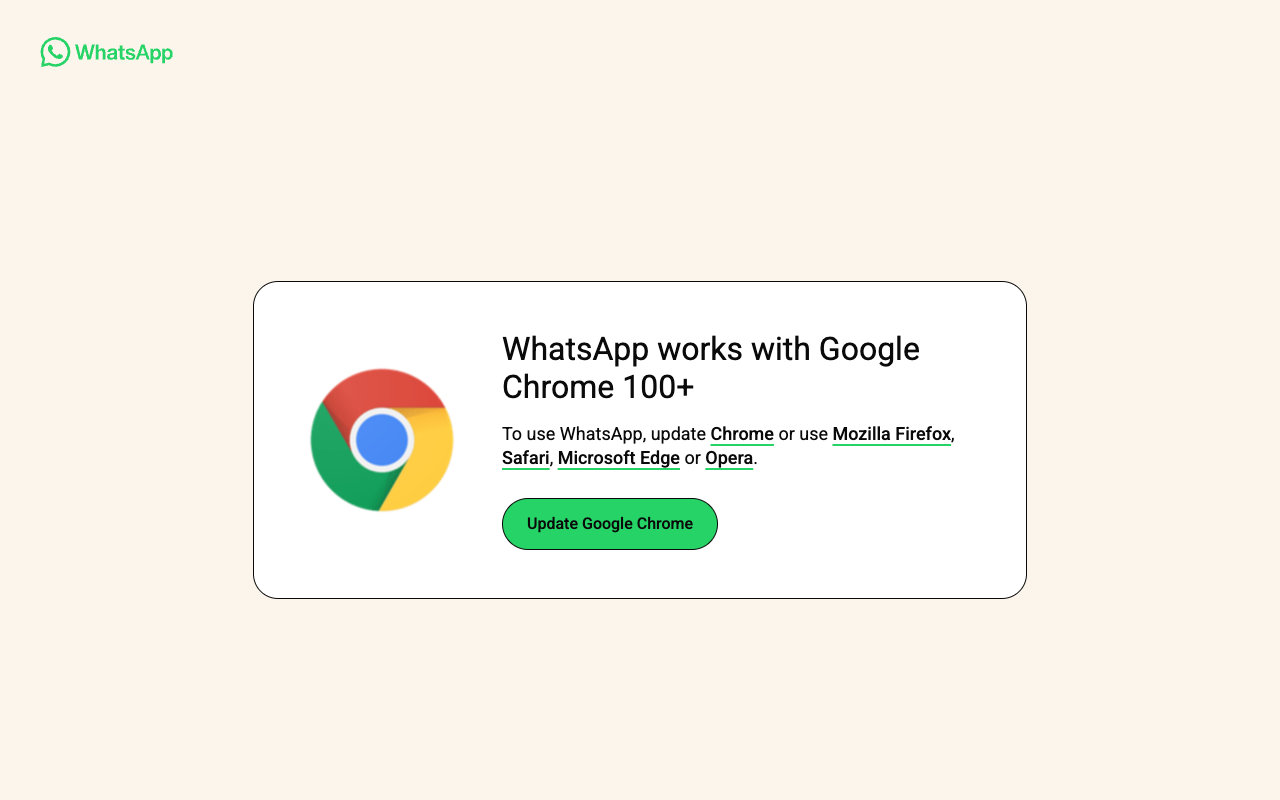 WhatsApp
WhatsApp works with Google
Chrome 100+
To use WhatsApp, update Chrome or use Mozilla Firefox,
Safari, Microsoft Edge or Opera.
Update Google Chrome